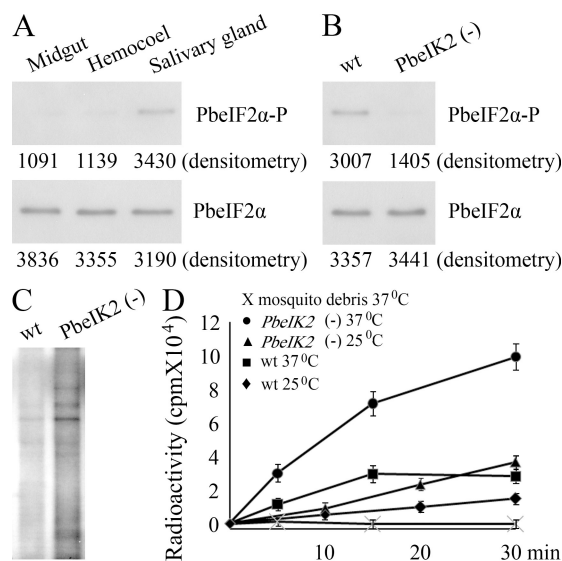 A
Midgut
Hemocoel
Salivary gland
PbeIF2α-P
1091 1139 3430 (densitometry)
PbeIF2α
3836 3355 3190 (densitometry)
B
wt
PbeIK2 (-)
PbeIF2α-P
3007 1405 (densitometry)
PbeIF2α
3357 3441 (densitometry)
C
wt
PbeIK2 (-)
D
X mosquito debris 37⁰C
PbeIK2 (-) 37⁰C
PbeIK2 (-) 25⁰C
wt 37⁰C
wt 25⁰C
Radioactivity (cpmX10⁴)
12
10
8
6
4
2
0
10 20 30 min